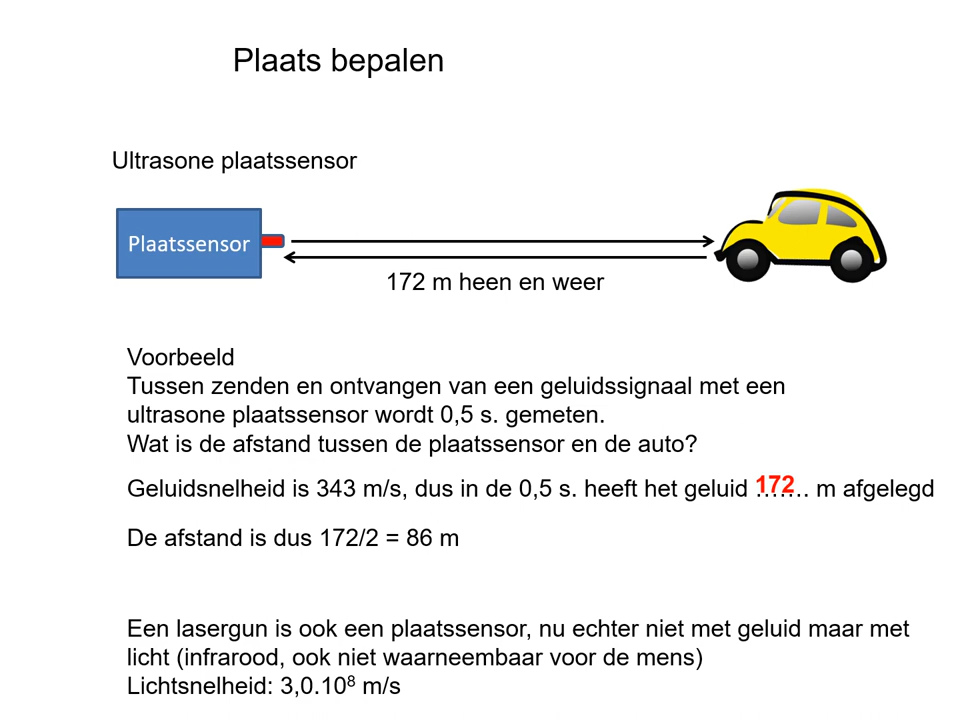 Plaats bepalen
Ultrasone plaatssensor
Plaatssensor
172 m heen en weer
Voorbeeld
Tussen zenden en ontvangen van een geluidssignaal met een
ultrasone plaatssensor wordt 0,5 s. gemeten.
Wat is de afstand tussen de plaatssensor en de auto?
Geluidsnelheid is 343 m/s, dus in de 0,5 s. heeft het geluid 172 m afgelegd
De afstand is dus 172/2 = 86 m
Een lasergun is ook een plaatssensor, nu echter niet met geluid maar met
licht (infrarood, ook niet waarneembaar voor de mens)
Lichtsnelheid: 3,0.10⁸ m/s